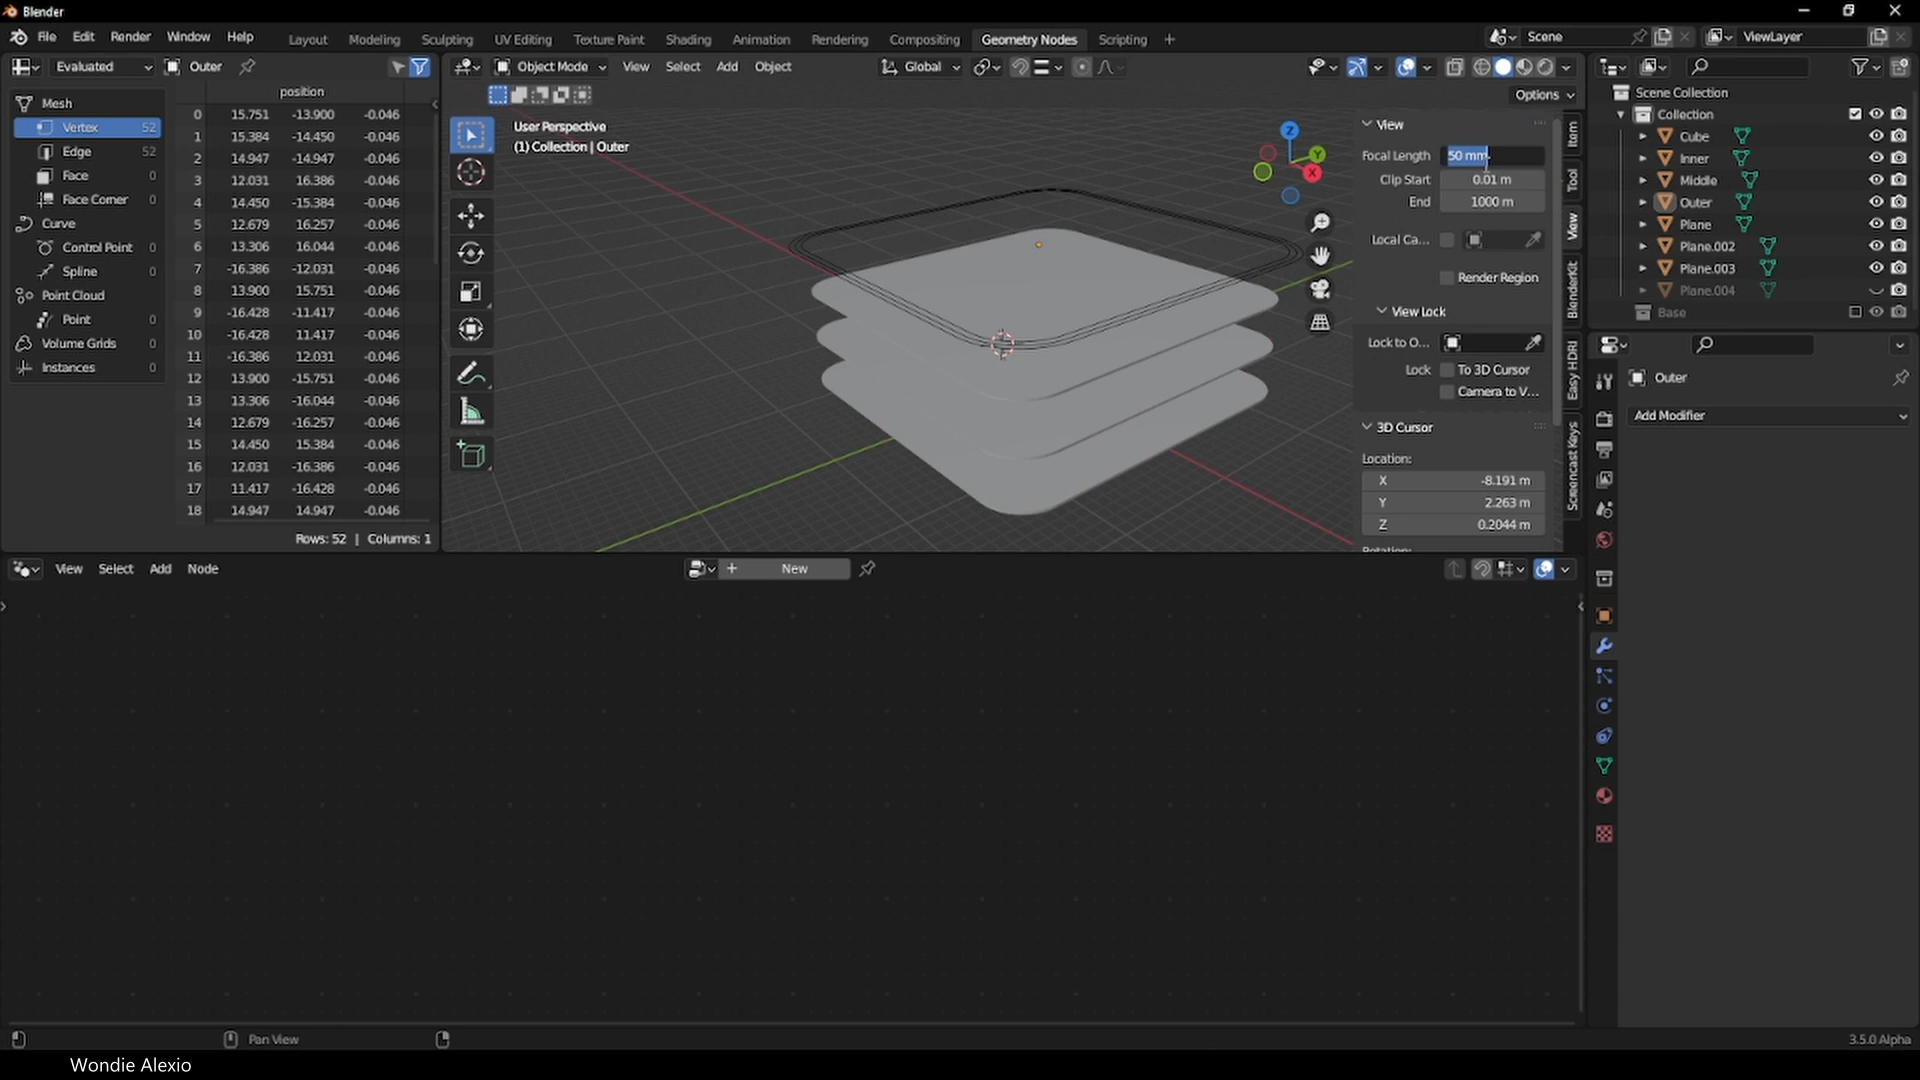 Blender
File Edit Render Window Help Layout Modeling Sculpting UV Editing Texture Paint Shading Animation Rendering Compositing Geometry Nodes Scripting + Scene ViewLayer
Evaluated Outer Object Mode View Select Add Object Global
Options
position
Mesh
Vertex 52
Edge 52
Face 0
Face Corner 0
Curve
Control Point 0
Spline 0
Point Cloud
Point 0
Volume Grids 0
Instances 0
0 15.751 -13.900 -0.046
1 15.384 -14.450 -0.046
2 14.947 -14.947 -0.046
3 12.031 16.386 -0.046
4 14.450 -15.384 -0.046
5 12.679 16.257 -0.046
6 13.306 16.044 -0.046
7 -16.386 -12.031 -0.046
8 13.900 15.751 -0.046
9 -16.428 -11.417 -0.046
10 -16.428 11.417 -0.046
11 -16.386 12.031 -0.046
12 13.900 -15.751 -0.046
13 13.306 -16.044 -0.046
14 12.679 -16.257 -0.046
15 14.450 15.384 -0.046
16 12.031 -16.386 -0.046
17 11.417 -16.428 -0.046
18 14.947 14.947 -0.046
Rows: 52 | Columns: 1
User Perspective
(1) Collection | Outer
Z
Y
X
View
Focal Length 50 mm
Clip Start 0.01 m
End 1000 m
Local Ca...
Render Region
View Lock
Lock to O...
Lock To 3D Cursor
Camera to V...
3D Cursor
Location:
X -8.191 m
Y 2.263 m
Z 0.2044 m
Item
Tool
View
BlenderKit
Easy HDRI
Screencast Keys
Scene Collection
Collection
Cube
Inner
Middle
Outer
Plane
Plane.002
Plane.003
Plane.004
Base
Outer
Add Modifier
View Select Add Node + New
Pan View
3.5.0 Alpha
Wondie Alexio